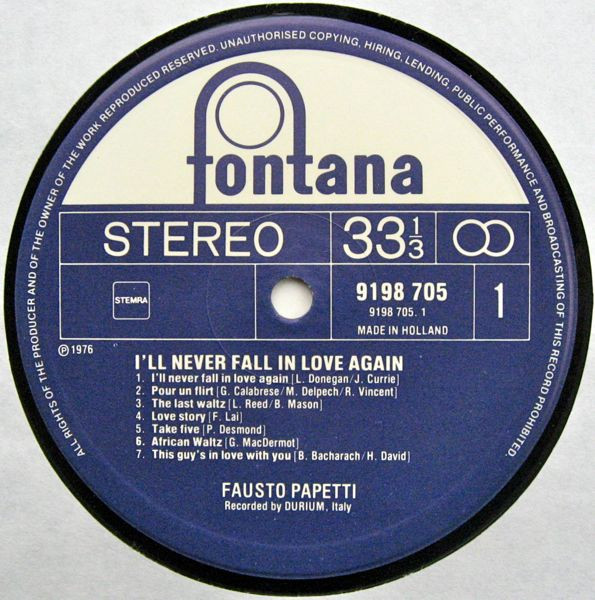 ALL RIGHTS OF THE PRODUCER AND OF THE OWNER OF THE WORK REPRODUCED RESERVED. UNAUTHORISED COPYING, HIRING, LENDING, PUBLIC PERFORMANCE AND BROADCASTING OF THIS RECORD PROHIBITED.
fontana
STEREO 33 1/3
STEMRA 9198 705 1
9198 705. 1
MADE IN HOLLAND
℗ 1976
I'LL NEVER FALL IN LOVE AGAIN
1. I'll never fall in love again [L. Donegan/J. Currie]
2. Pour un flirt [G. Calabrese/M. Delpech/R. Vincent]
3. The last waltz [L. Reed/B. Mason]
4. Love story [F. Lai]
5. Take five [P. Desmond]
6. African Waltz [G. MacDermot]
7. This guy's in love with you [B. Bacharach/H. David]
FAUSTO PAPETTI
Recorded by DURIUM, Italy